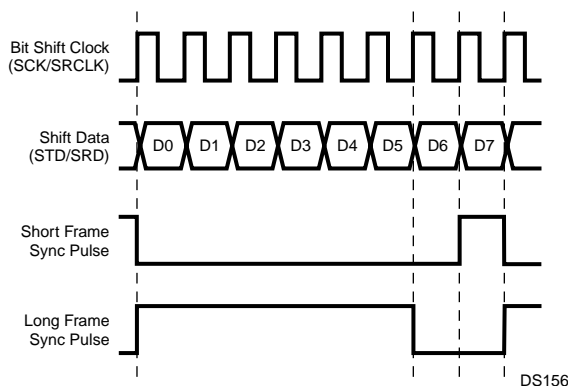 Bit Shift Clock
(SCK/SRCLK)
Shift Data
(STD/SRD)
D0 D1 D2 D3 D4 D5 D6 D7
Short Frame
Sync Pulse
Long Frame
Sync Pulse
DS156